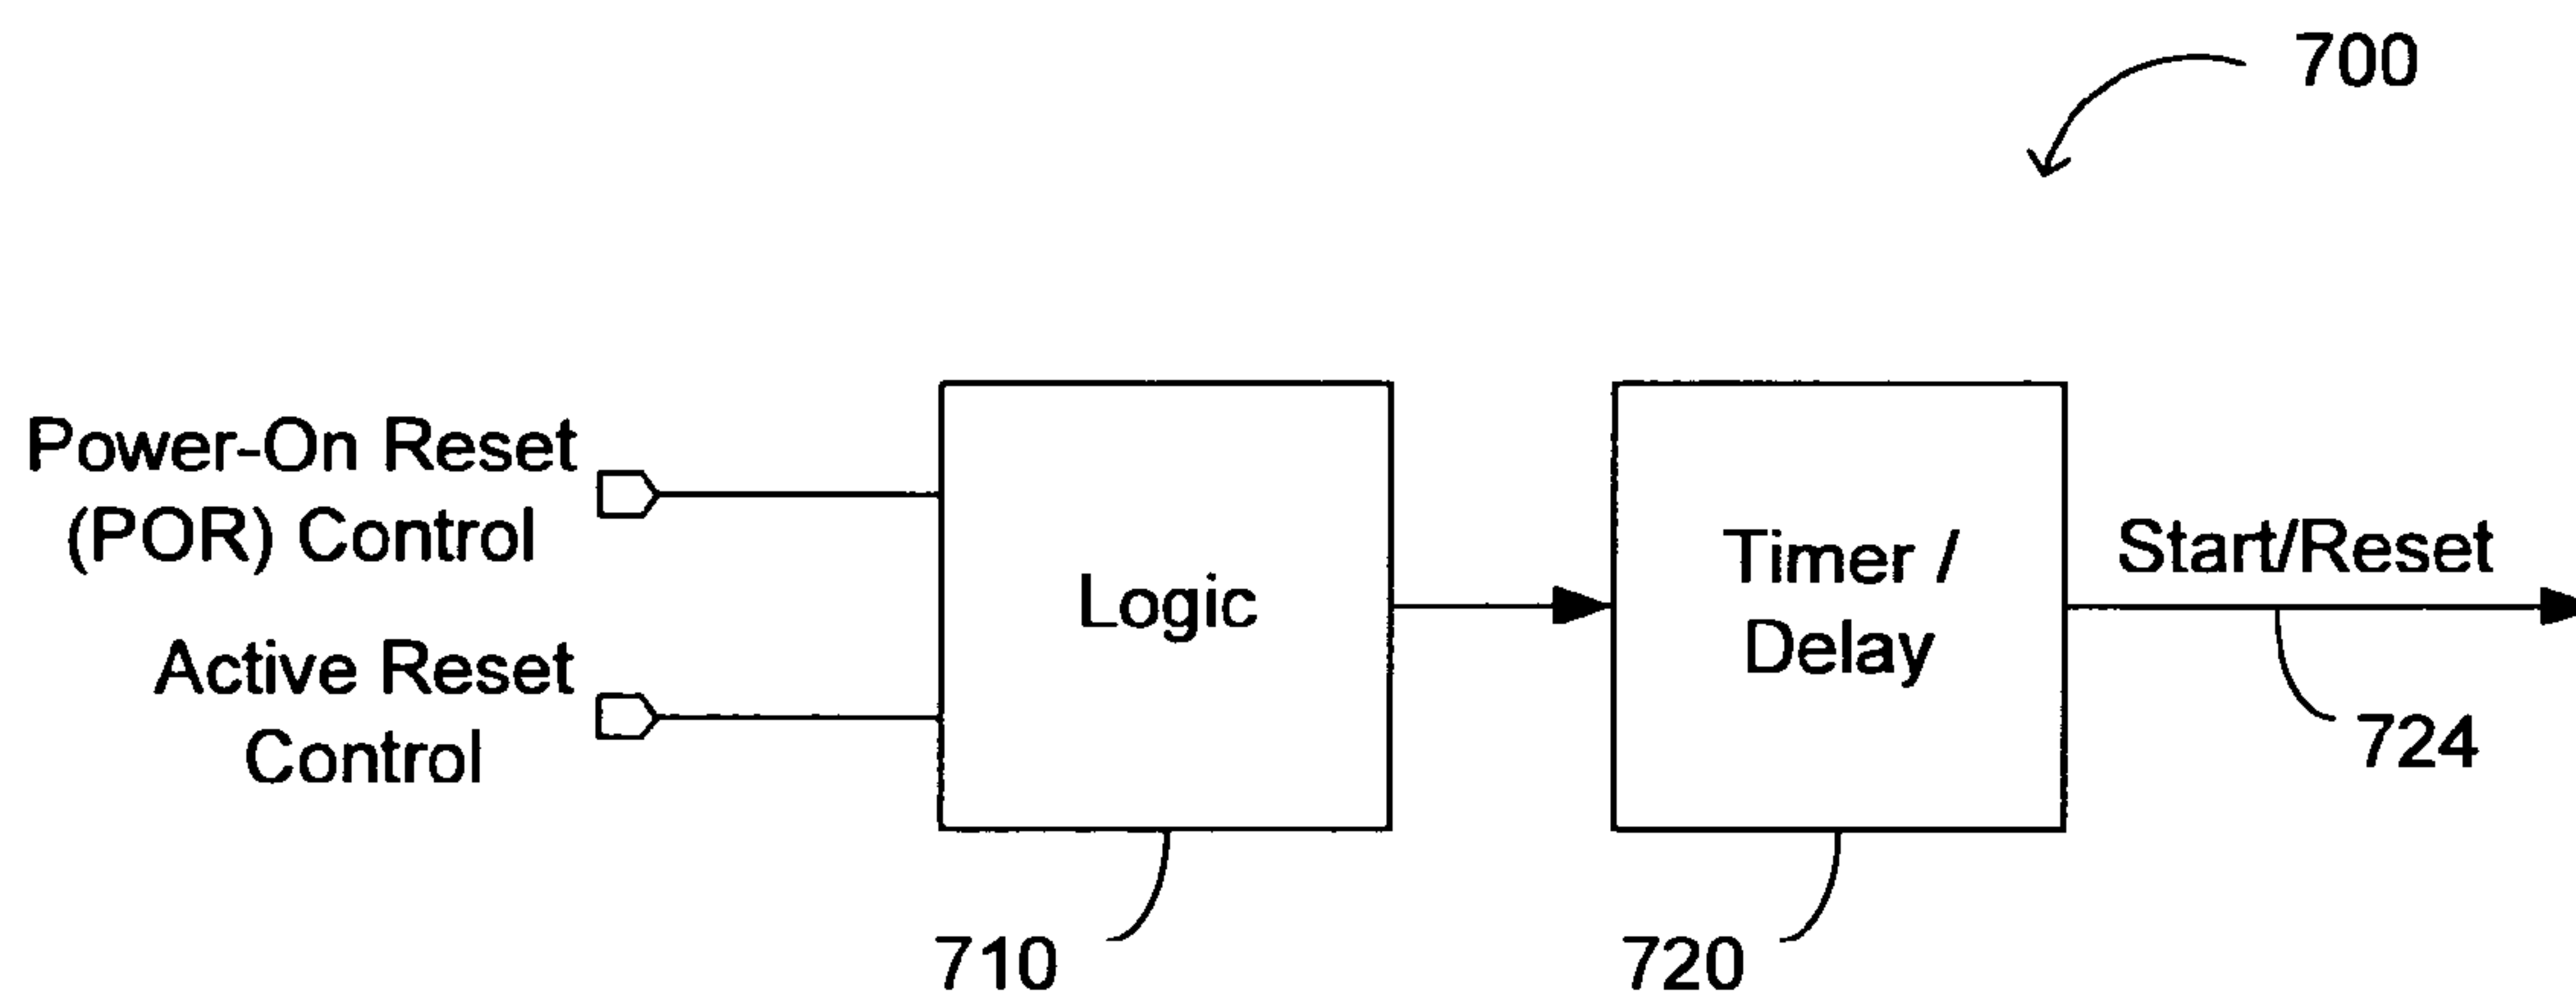 700
Power-On Reset
(POR) Control
Active Reset
Control
Logic
Timer /
Delay
Start/Reset
724
710
720